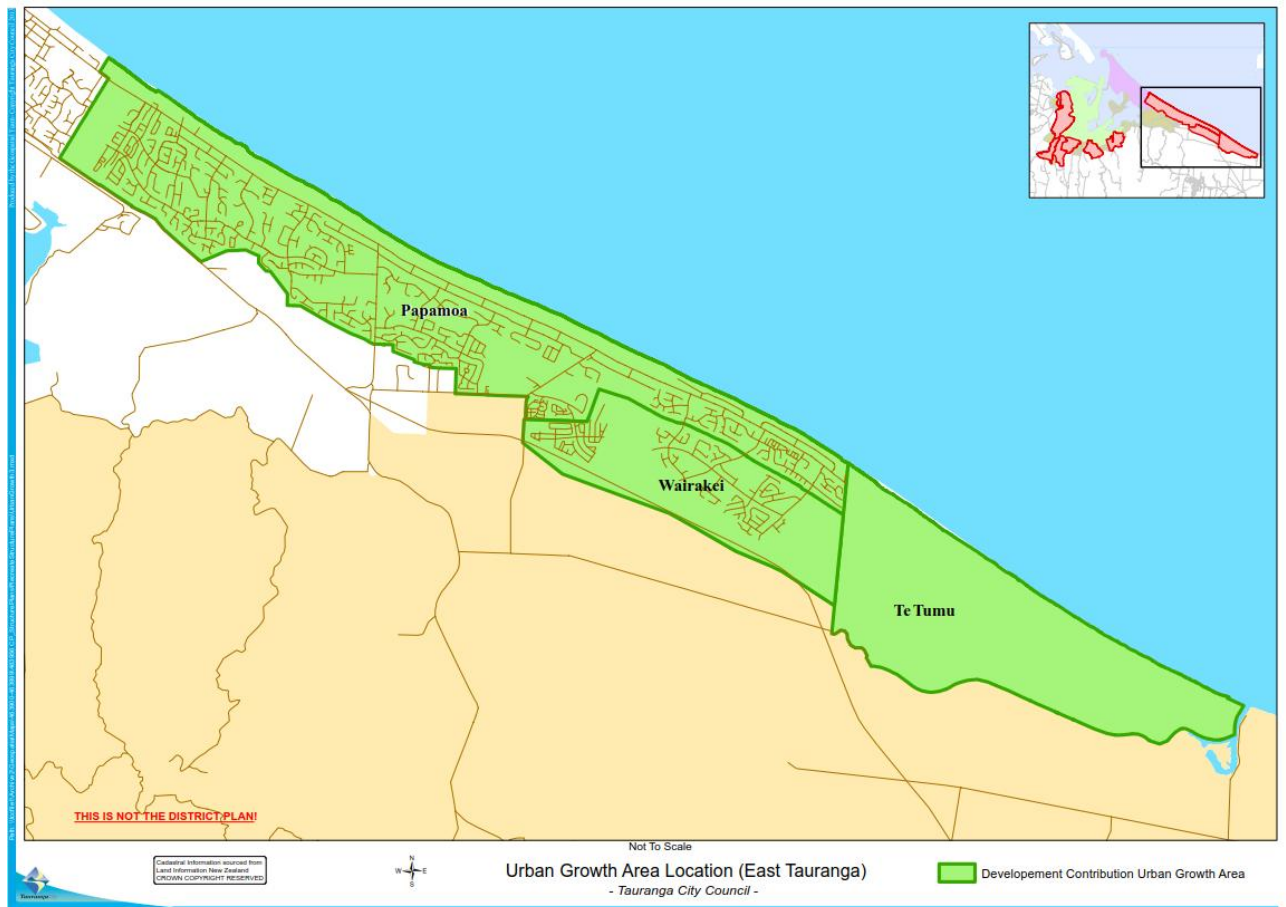 Papamoa
Wairakei
Te Tumu
THIS IS NOT THE DISTRICT PLAN!
Not To Scale
Cadastral Information sourced from
Land Information New Zealand
CROWN COPYRIGHT RESERVED
N
W E
S
Urban Growth Area Location (East Tauranga)
- Tauranga City Council -
Developement Contribution Urban Growth Area
Tauranga